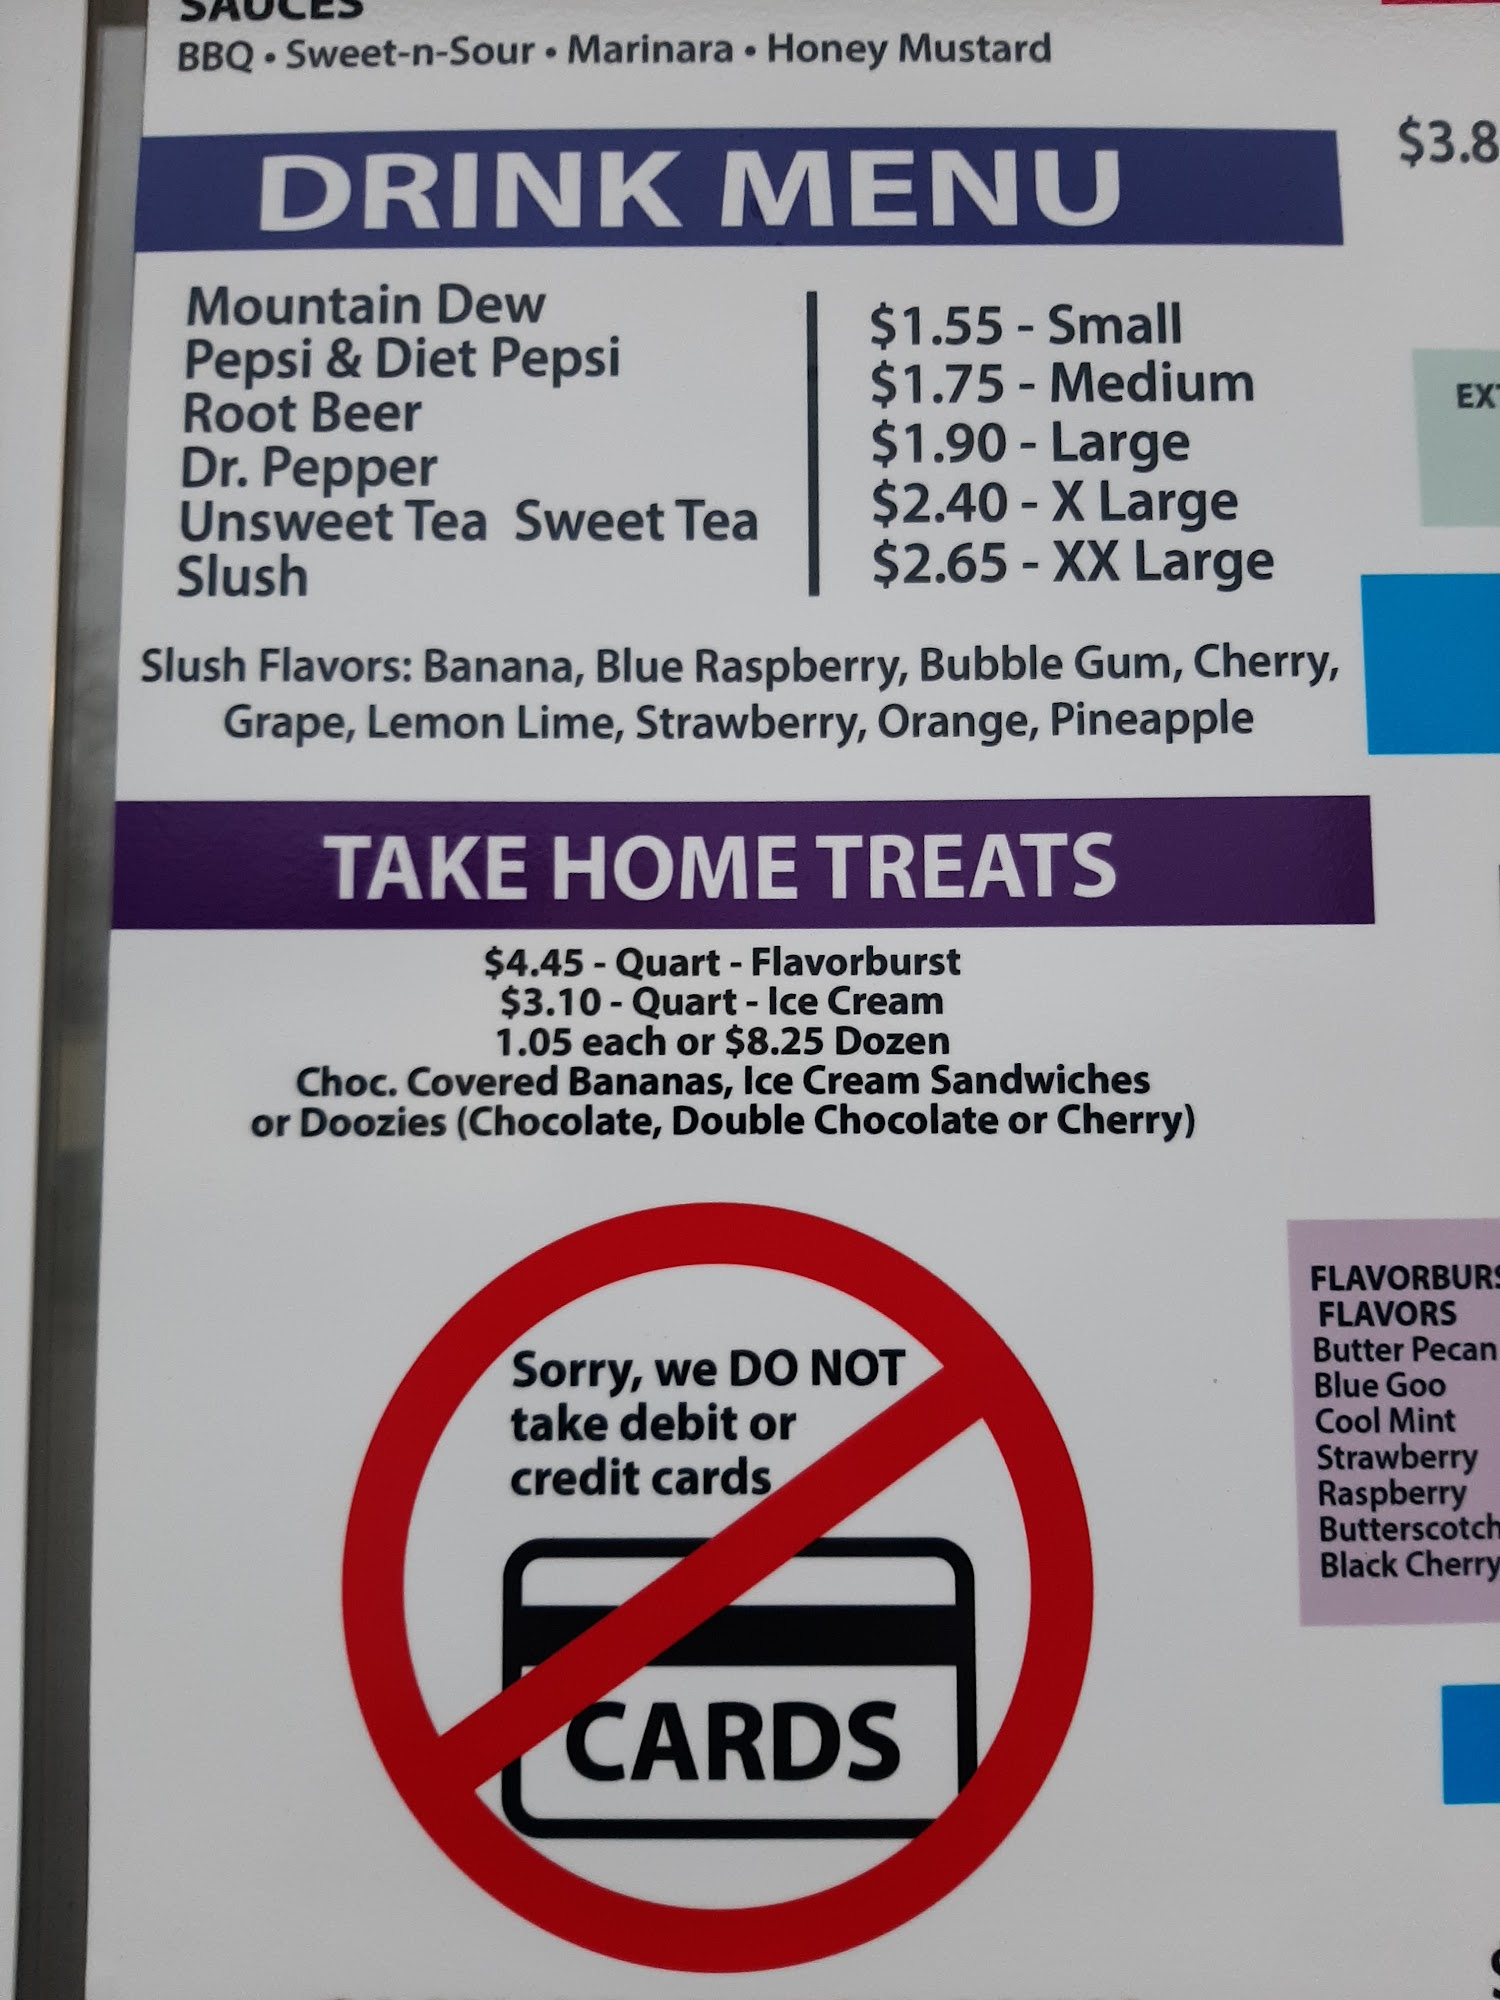 SAUCES
BBQ • Sweet-n-Sour • Marinara • Honey Mustard
DRINK MENU
Mountain Dew
Pepsi & Diet Pepsi
Root Beer
Dr. Pepper
Unsweet Tea  Sweet Tea
Slush
$1.55 - Small
$1.75 - Medium
$1.90 - Large
$2.40 - X Large
$2.65 - XX Large
Slush Flavors: Banana, Blue Raspberry, Bubble Gum, Cherry,
Grape, Lemon Lime, Strawberry, Orange, Pineapple
TAKE HOME TREATS
$4.45 - Quart - Flavorburst
$3.10 - Quart - Ice Cream
1.05 each or $8.25 Dozen
Choc. Covered Bananas, Ice Cream Sandwiches
or Doozies (Chocolate, Double Chocolate or Cherry)
Sorry, we DO NOT
take debit or
credit cards
CARDS
$3.8
EXT
FLAVORBURS
FLAVORS
Butter Pecan
Blue Goo
Cool Mint
Strawberry
Raspberry
Butterscotch
Black Cherry